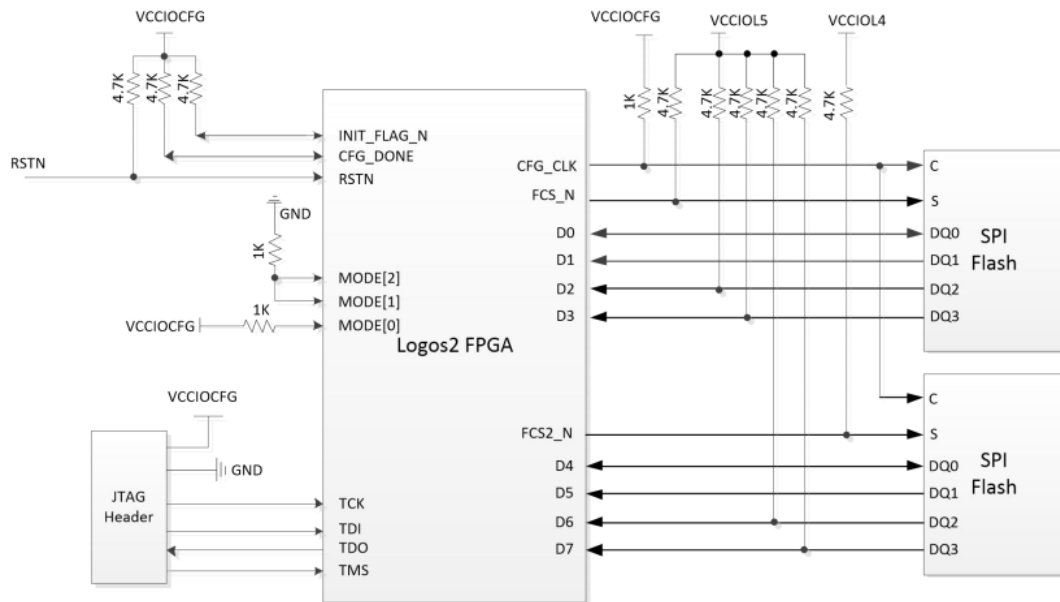 VCCIOCFG
4.7K
4.7K
4.7K
RSTN
GND
1K
1K
VCCIOCFG
INIT_FLAG_N
CFG_DONE
RSTN
MODE[2]
MODE[1]
MODE[0]
Logos2 FPGA
VCCIOCFG
GND
JTAG
Header
TCK
TDI
TDO
TMS
VCCIOCFG
VCCIOL5
VCCIOL4
1K
4.7K
4.7K
4.7K
4.7K
4.7K
4.7K
CFG_CLK
FCS_N
D0
D1
D2
D3
FCS2_N
D4
D5
D6
D7
C
S
DQ0
DQ1
DQ2
DQ3
SPI
Flash
C
S
DQ0
DQ1
DQ2
DQ3
SPI
Flash